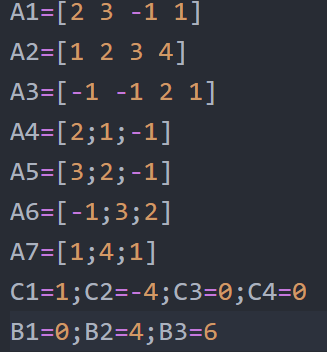 A1=[2 3 -1 1]
A2=[1 2 3 4]
A3=[-1 -1 2 1]
A4=[2;1;-1]
A5=[3;2;-1]
A6=[-1;3;2]
A7=[1;4;1]
C1=1;C2=-4;C3=0;C4=0
B1=0;B2=4;B3=6